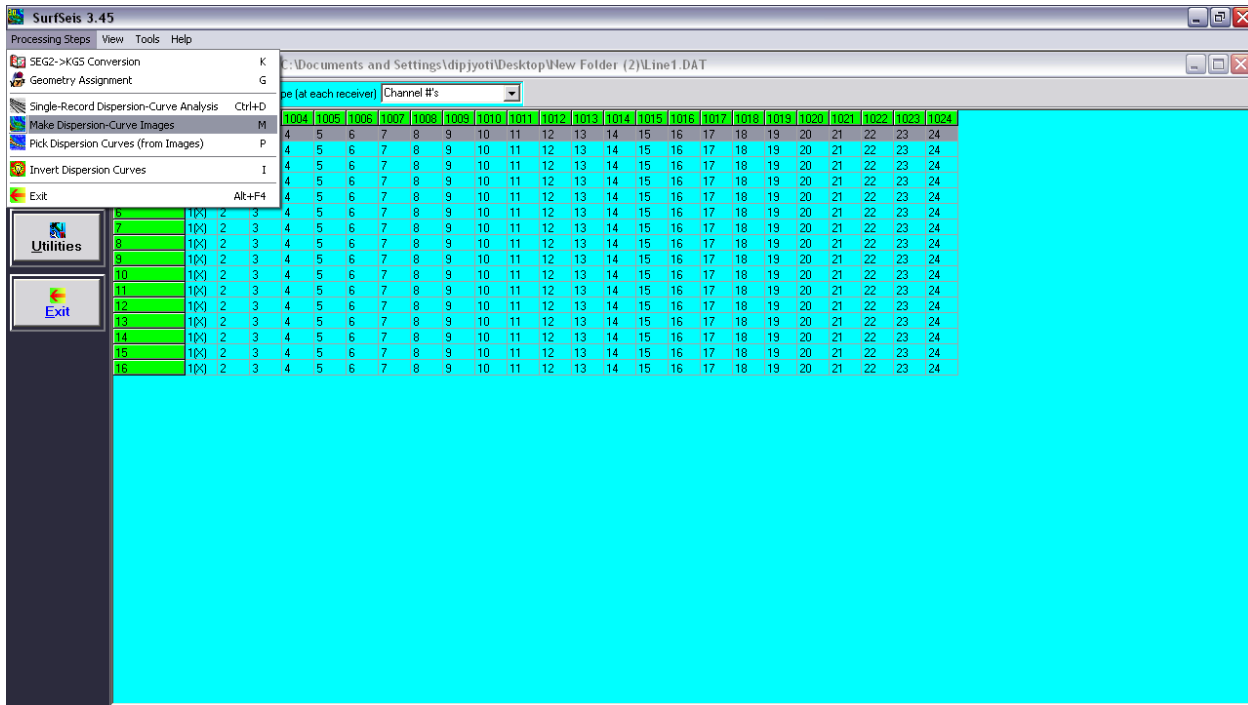 SurfSeis 3.45
Processing Steps View Tools Help
SEG2->KGS Conversion K
Geometry Assignment G
Single-Record Dispersion-Curve Analysis Ctrl+D
Make Dispersion-Curve Images M
Pick Dispersion Curves (from Images) P
Invert Dispersion Curves I
Exit Alt+F4
Utilities
Exit
C:\Documents and Settings\dipjyoti\Desktop\New Folder (2)\Line1.DAT
pe (at each receiver) Channel #'s
1004 1005 1006 1007 1008 1009 1010 1011 1012 1013 1014 1015 1016 1017 1018 1019 1020 1021 1022 1023 1024
4 5 6 7 8 9 10 11 12 13 14 15 16 17 18 19 20 21 22 23 24
4 5 6 7 8 9 10 11 12 13 14 15 16 17 18 19 20 21 22 23 24
4 5 6 7 8 9 10 11 12 13 14 15 16 17 18 19 20 21 22 23 24
4 5 6 7 8 9 10 11 12 13 14 15 16 17 18 19 20 21 22 23 24
4 5 6 7 8 9 10 11 12 13 14 15 16 17 18 19 20 21 22 23 24
6 1(X) 2 3 4 5 6 7 8 9 10 11 12 13 14 15 16 17 18 19 20 21 22 23 24
7 1(X) 2 3 4 5 6 7 8 9 10 11 12 13 14 15 16 17 18 19 20 21 22 23 24
8 1(X) 2 3 4 5 6 7 8 9 10 11 12 13 14 15 16 17 18 19 20 21 22 23 24
9 1(X) 2 3 4 5 6 7 8 9 10 11 12 13 14 15 16 17 18 19 20 21 22 23 24
10 1(X) 2 3 4 5 6 7 8 9 10 11 12 13 14 15 16 17 18 19 20 21 22 23 24
11 1(X) 2 3 4 5 6 7 8 9 10 11 12 13 14 15 16 17 18 19 20 21 22 23 24
12 1(X) 2 3 4 5 6 7 8 9 10 11 12 13 14 15 16 17 18 19 20 21 22 23 24
13 1(X) 2 3 4 5 6 7 8 9 10 11 12 13 14 15 16 17 18 19 20 21 22 23 24
14 1(X) 2 3 4 5 6 7 8 9 10 11 12 13 14 15 16 17 18 19 20 21 22 23 24
15 1(X) 2 3 4 5 6 7 8 9 10 11 12 13 14 15 16 17 18 19 20 21 22 23 24
16 1(X) 2 3 4 5 6 7 8 9 10 11 12 13 14 15 16 17 18 19 20 21 22 23 24